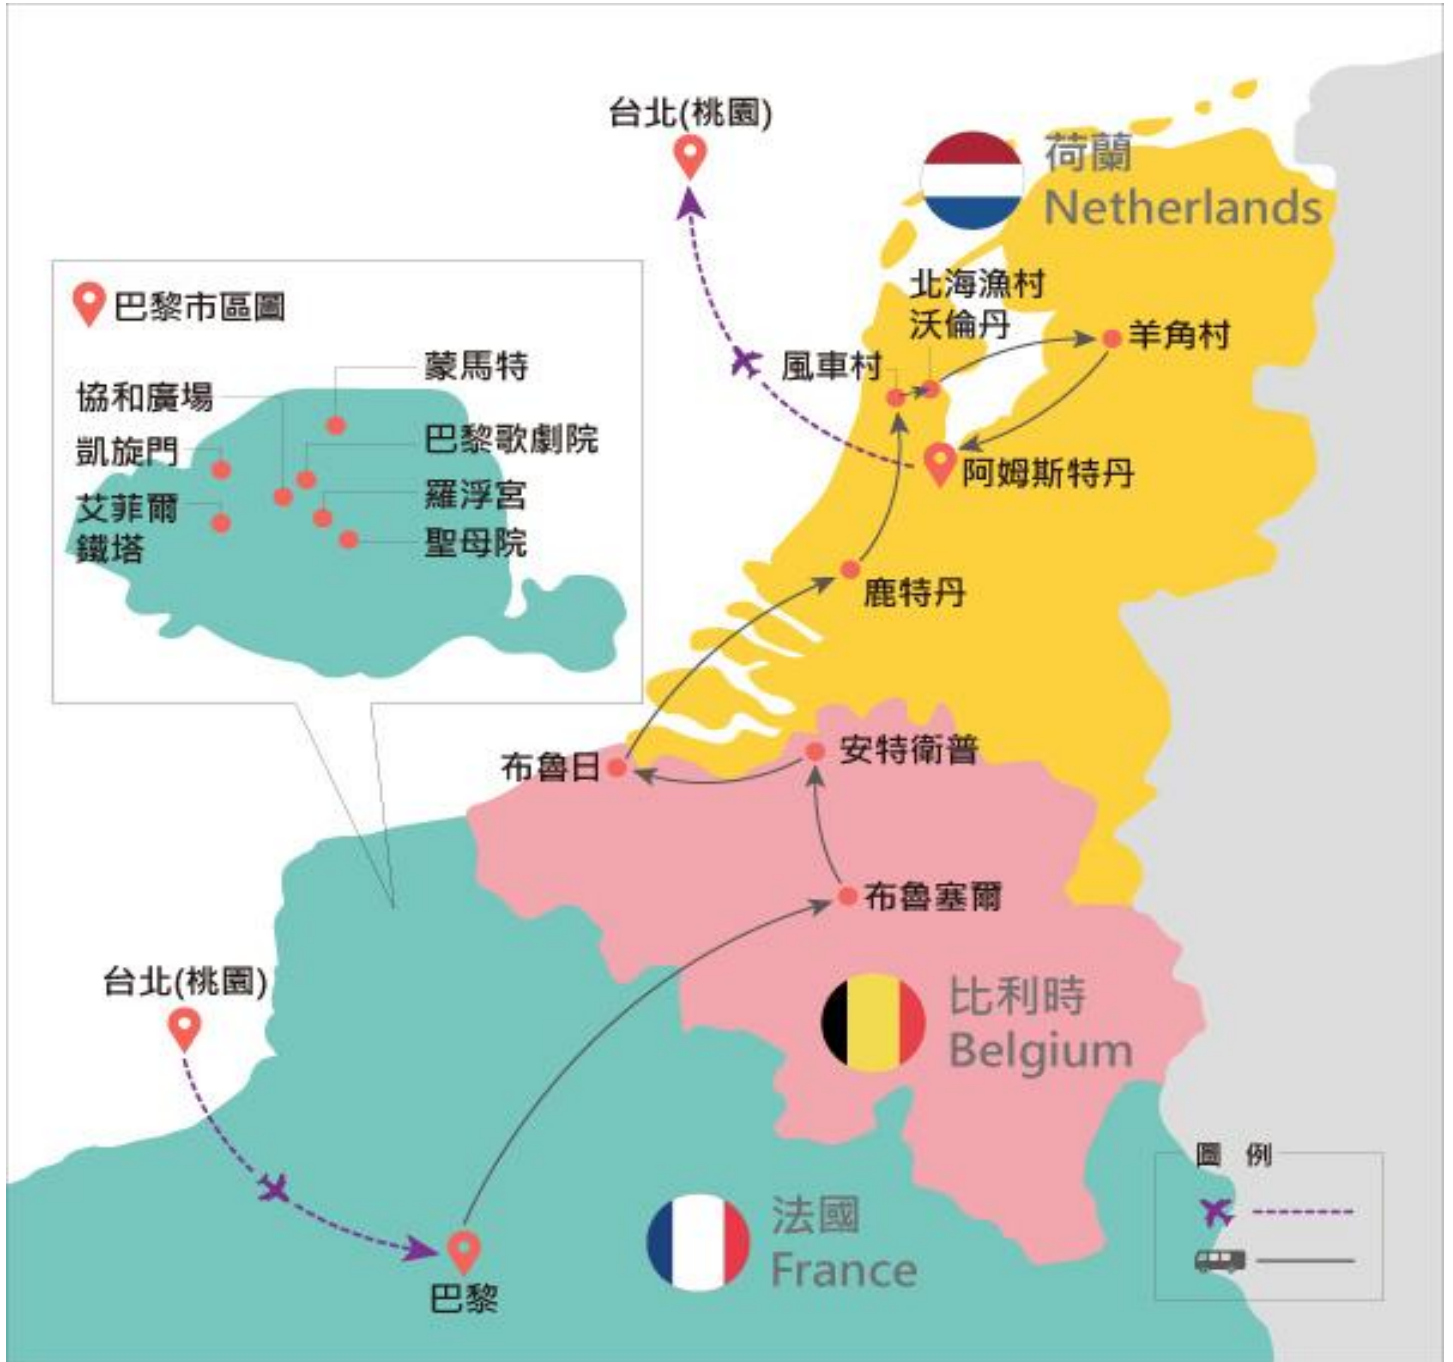 台北(桃園)
荷蘭
Netherlands
北海漁村
沃倫丹
羊角村
風車村
阿姆斯特丹
鹿特丹
巴黎市區圖
蒙馬特
協和廣場
巴黎歌劇院
凱旋門
羅浮宮
艾菲爾
鐵塔
聖母院
布魯日
安特衛普
布魯塞爾
台北(桃園)
比利時
Belgium
法國
France
巴黎
圖 例